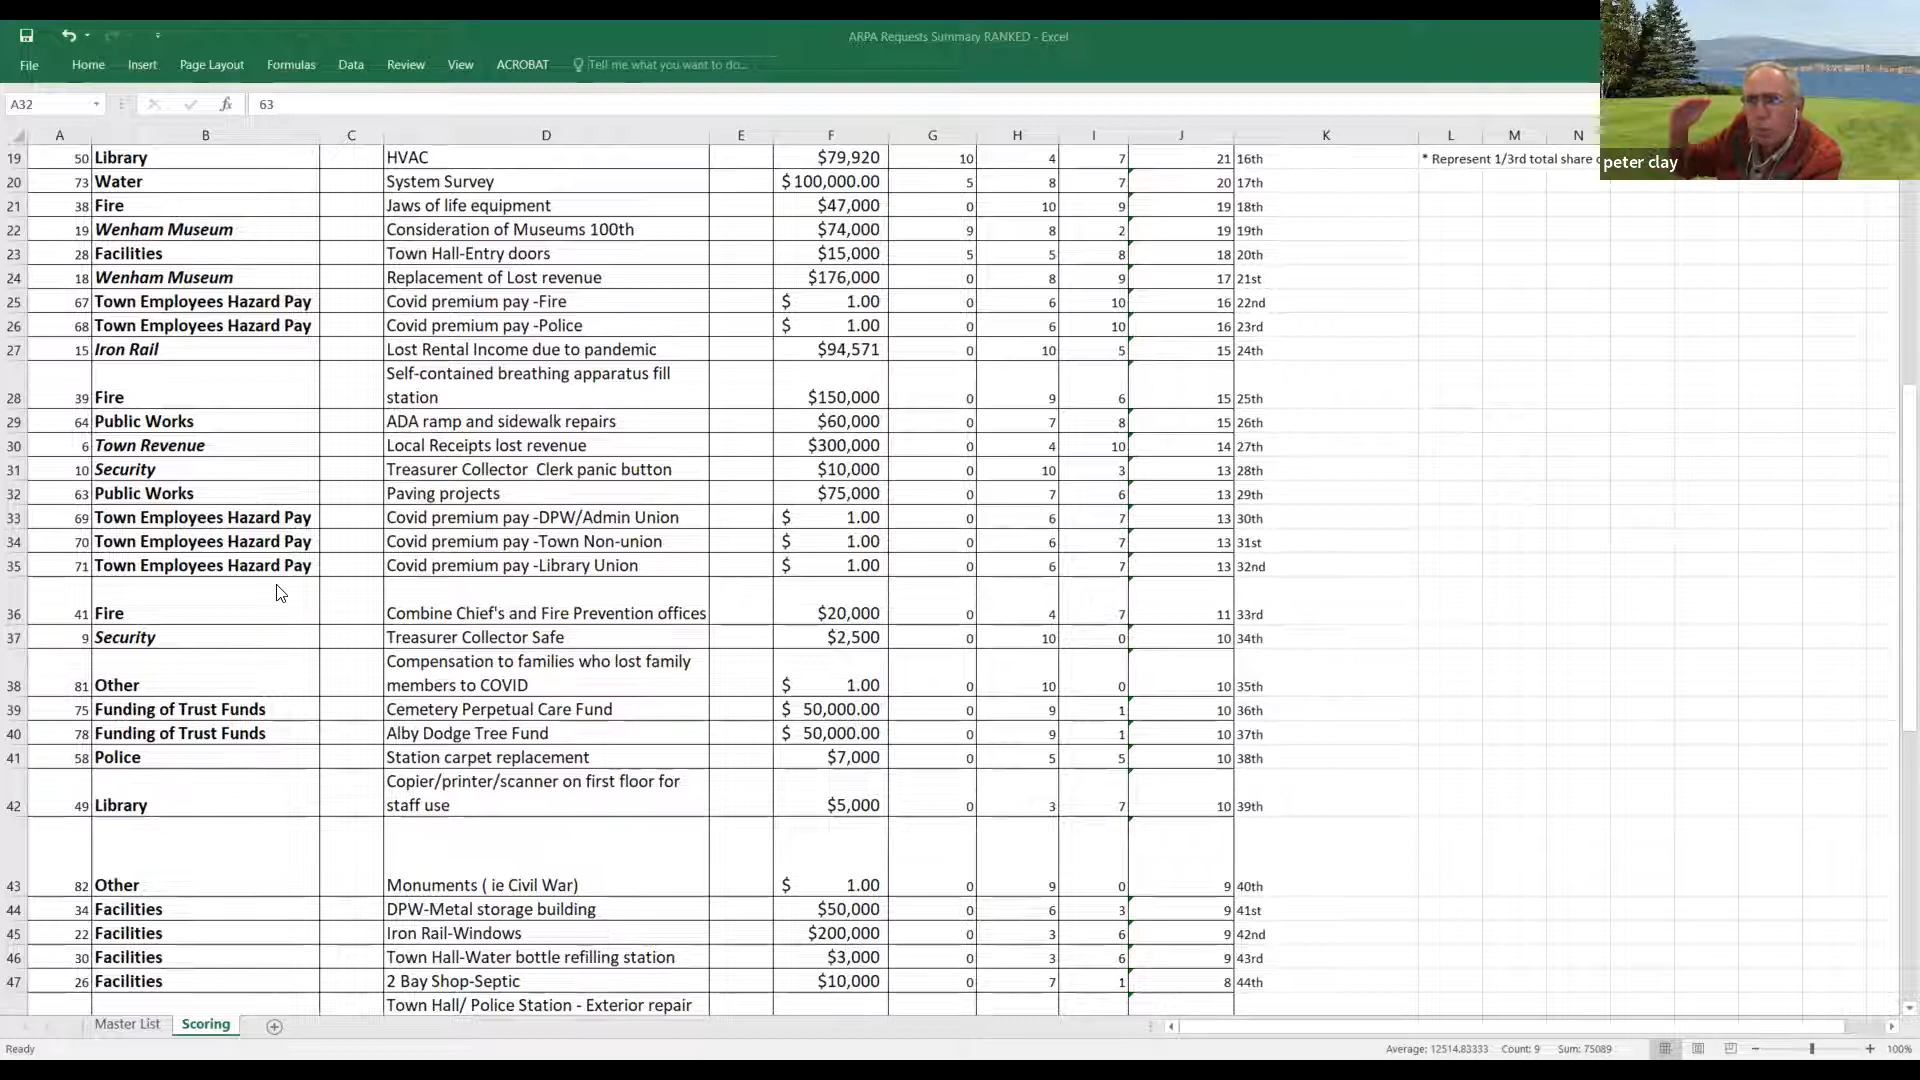 ARPA Requests Summary RANKED - Excel
File Home Insert Page Layout Formulas Data Review View ACROBAT Tell me what you want to do...
A32 fx 63
A B C D E F G H I J K L M N
19 50 Library HVAC $79,920 10 4 7 21 16th * Represent 1/3rd total share
peter clay
20 73 Water System Survey $100,000.00 5 8 7 20 17th
21 38 Fire Jaws of life equipment $47,000 0 10 9 19 18th
22 19 Wenham Museum Consideration of Museums 100th $74,000 9 8 2 19 19th
23 28 Facilities Town Hall-Entry doors $15,000 5 5 8 18 20th
24 18 Wenham Museum Replacement of Lost revenue $176,000 0 8 9 17 21st
25 67 Town Employees Hazard Pay Covid premium pay -Fire $ 1.00 0 6 10 16 22nd
26 68 Town Employees Hazard Pay Covid premium pay -Police $ 1.00 0 6 10 16 23rd
27 15 Iron Rail Lost Rental Income due to pandemic $94,571 0 10 5 15 24th
Self-contained breathing apparatus fill
28 39 Fire station $150,000 0 9 6 15 25th
29 64 Public Works ADA ramp and sidewalk repairs $60,000 0 7 8 15 26th
30 6 Town Revenue Local Receipts lost revenue $300,000 0 4 10 14 27th
31 10 Security Treasurer Collector Clerk panic button $10,000 0 10 3 13 28th
32 63 Public Works Paving projects $75,000 0 7 6 13 29th
33 69 Town Employees Hazard Pay Covid premium pay -DPW/Admin Union $ 1.00 0 6 7 13 30th
34 70 Town Employees Hazard Pay Covid premium pay -Town Non-union $ 1.00 0 6 7 13 31st
35 71 Town Employees Hazard Pay Covid premium pay -Library Union $ 1.00 0 6 7 13 32nd
36 41 Fire Combine Chief's and Fire Prevention offices $20,000 0 4 7 11 33rd
37 9 Security Treasurer Collector Safe $2,500 0 10 0 10 34th
Compensation to families who lost family
38 81 Other members to COVID $ 1.00 0 10 0 10 35th
39 75 Funding of Trust Funds Cemetery Perpetual Care Fund $ 50,000.00 0 9 1 10 36th
40 78 Funding of Trust Funds Alby Dodge Tree Fund $ 50,000.00 0 9 1 10 37th
41 58 Police Station carpet replacement $7,000 0 5 5 10 38th
Copier/printer/scanner on first floor for
42 49 Library staff use $5,000 0 3 7 10 39th
43 82 Other Monuments ( ie Civil War) $ 1.00 0 9 0 9 40th
44 34 Facilities DPW-Metal storage building $50,000 0 6 3 9 41st
45 22 Facilities Iron Rail-Windows $200,000 0 3 6 9 42nd
46 30 Facilities Town Hall-Water bottle refilling station $3,000 0 3 6 9 43rd
47 26 Facilities 2 Bay Shop-Septic $10,000 0 7 1 8 44th
Town Hall/ Police Station - Exterior repair
Master List Scoring
Ready Average: 12514.83333 Count: 9 Sum: 75089 100%